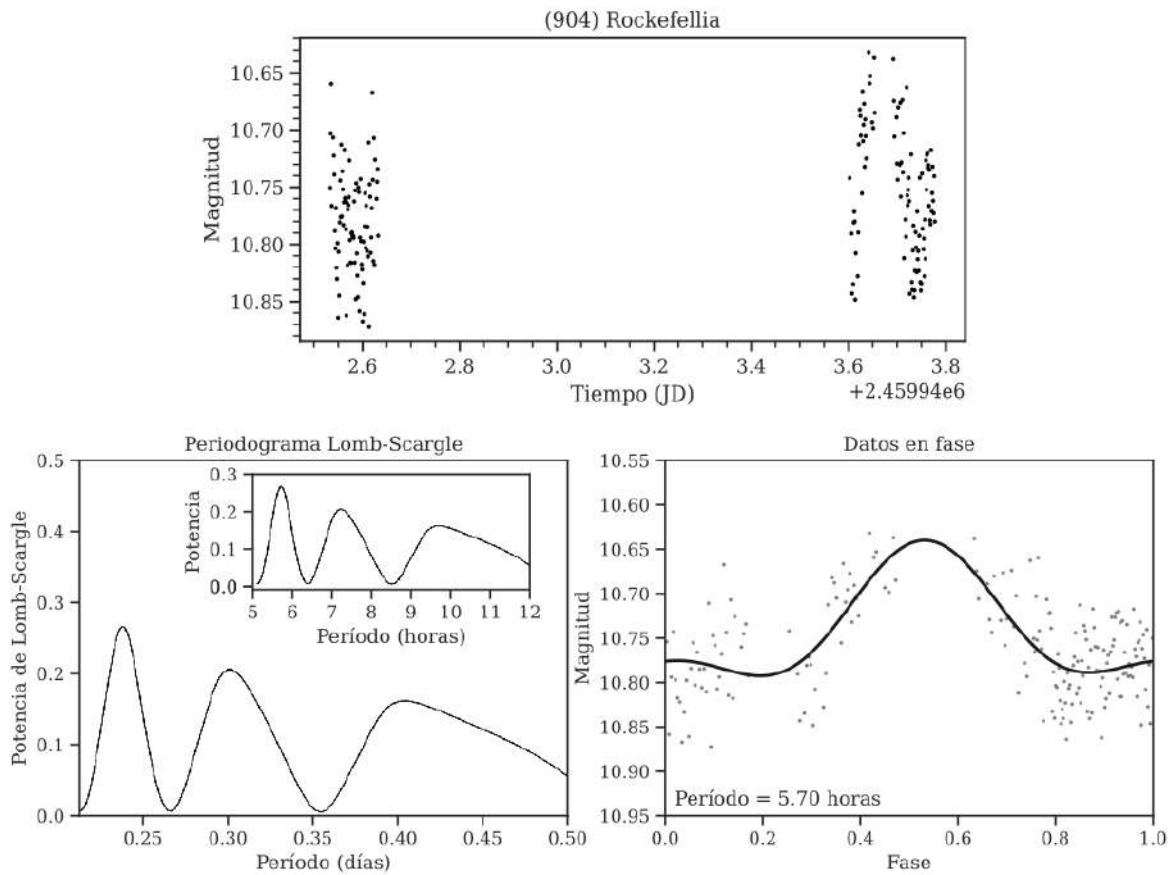 (904) Rockefellia
Magnitud
10.65
10.70
10.75
10.80
10.85
2.6 2.8 3.0 3.2 3.4 3.6 3.8
Tiempo (JD)
+2.45994e6
Periodograma Lomb-Scargle
Potencia de Lomb-Scargle
0.5
0.4
0.3
0.2
0.1
0.0
0.25 0.30 0.35 0.40 0.45 0.50
Período (días)
Potencia
0.3
0.2
0.1
0.0
5 6 7 8 9 10 11 12
Período (horas)
Datos en fase
Magnitud
10.55
10.60
10.65
10.70
10.75
10.80
10.85
10.90
10.95
Período = 5.70 horas
0.0 0.2 0.4 0.6 0.8 1.0
Fase